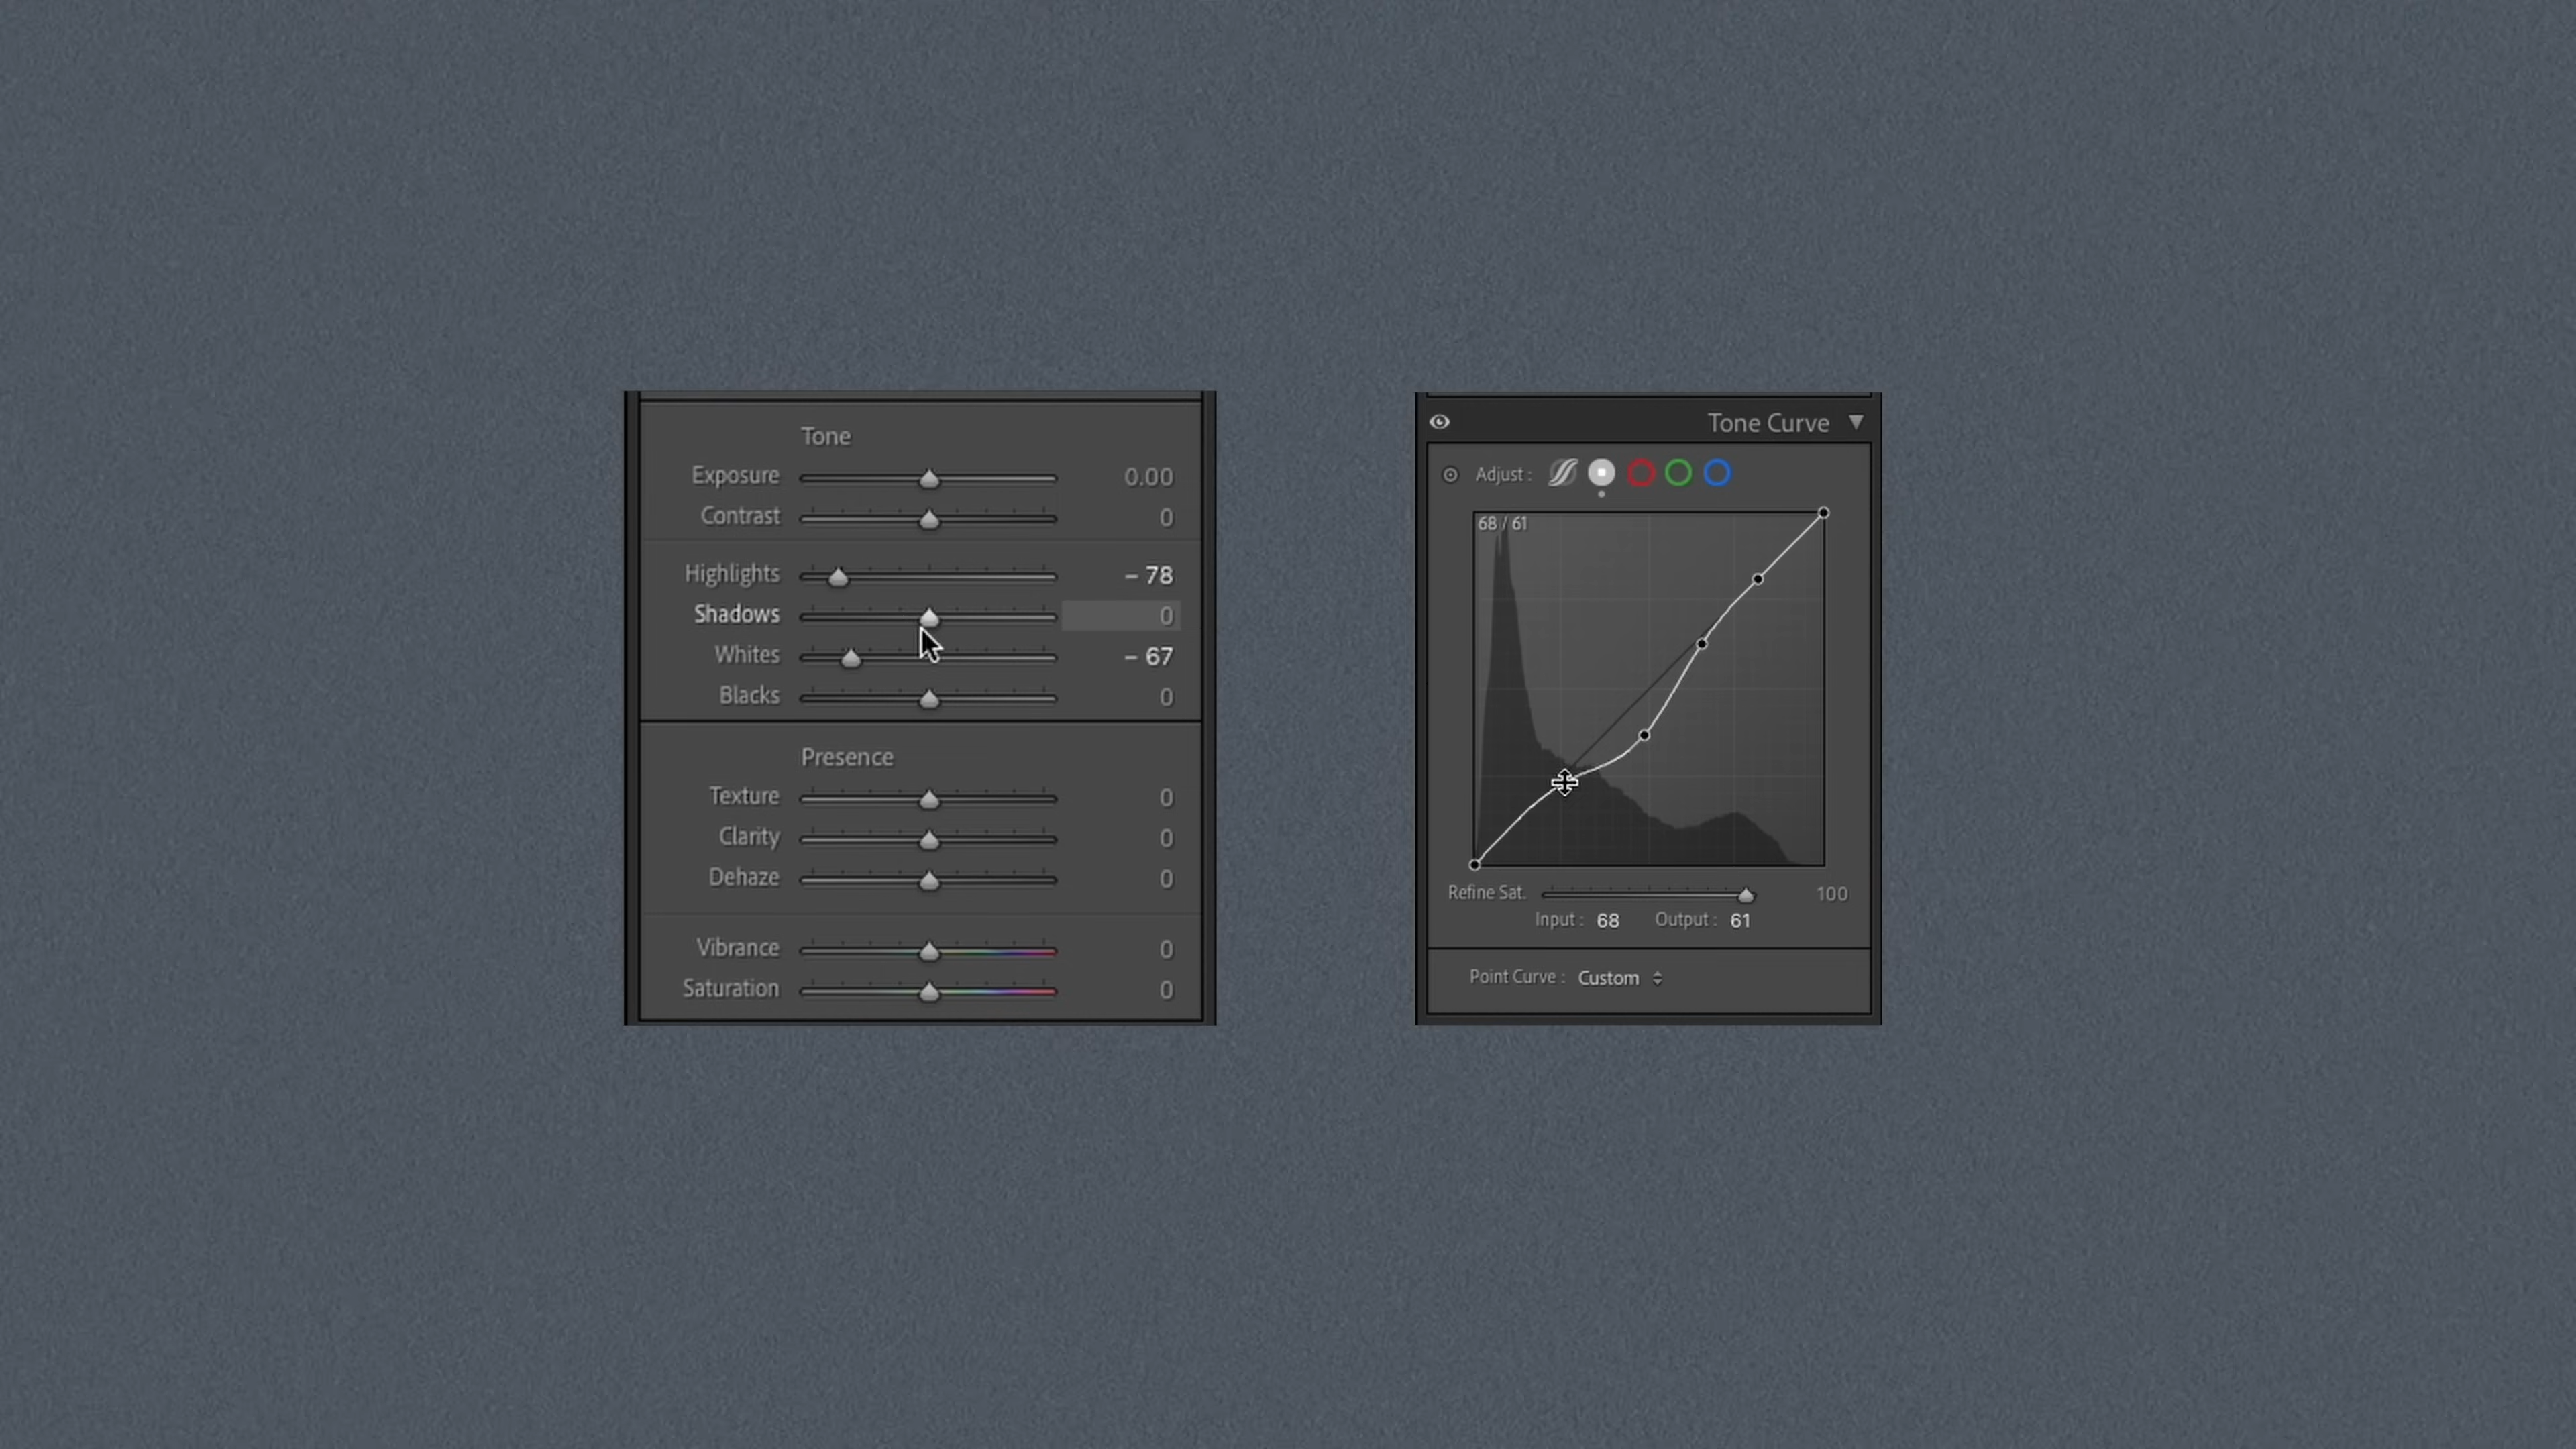 Tone
Exposure 0.00
Contrast 0
Highlights – 78
Shadows 0
Whites – 67
Blacks 0
Presence
Texture 0
Clarity 0
Dehaze 0
Vibrance 0
Saturation 0
Tone Curve
Adjust :
68 / 61
Refine Sat. 100
Input : 68 Output : 61
Point Curve : Custom